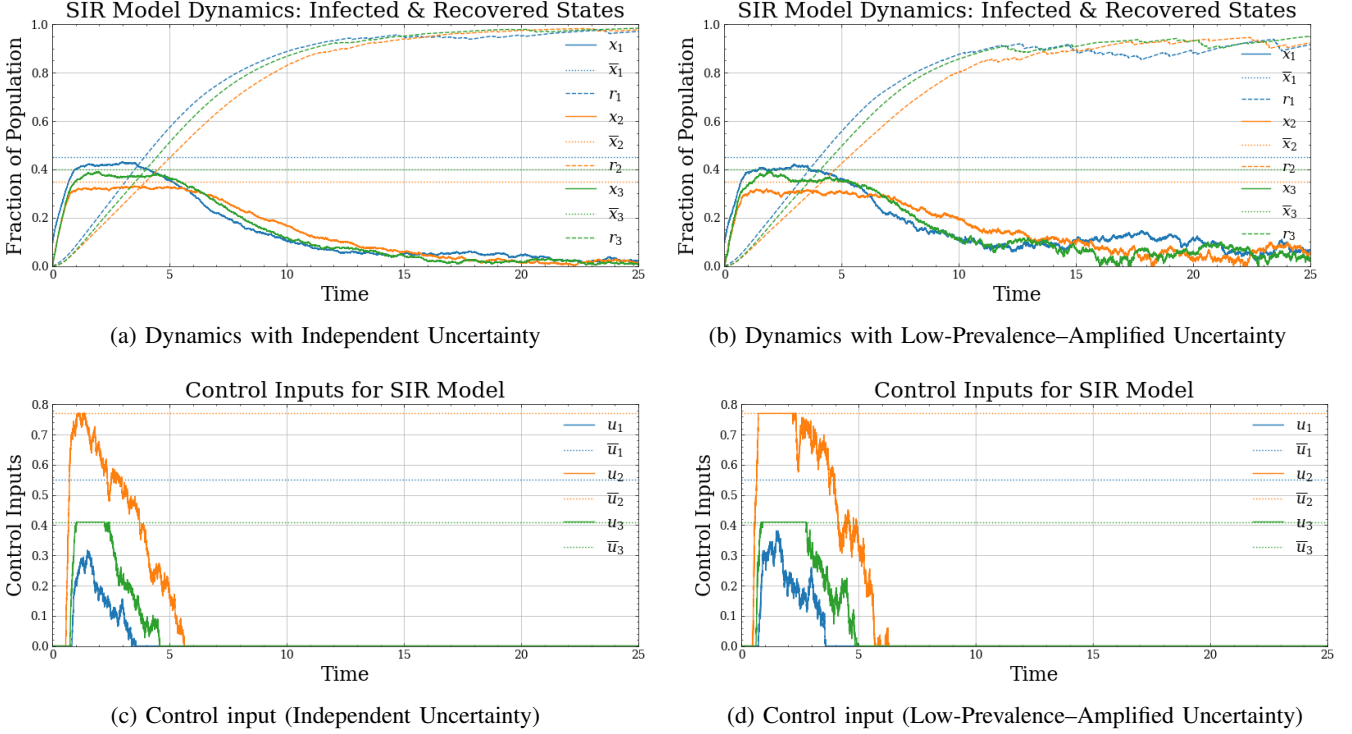 SIR Model Dynamics: Infected & Recovered States
Fraction of Population
1.0
0.8
0.6
0.4
0.2
0.0
0
5
10
15
20
25
Time
x₁
x̅₁
r₁
x₂
x̅₂
r₂
x₃
x̅₃
r₃
(a) Dynamics with Independent Uncertainty
SIR Model Dynamics: Infected & Recovered States
Fraction of Population
1.0
0.8
0.6
0.4
0.2
0.0
0
5
10
15
20
25
Time
x₁
x̅₁
r₁
x₂
x̅₂
r₂
x₃
x̅₃
r₃
(b) Dynamics with Low-Prevalence–Amplified Uncertainty
Control Inputs for SIR Model
Control Inputs
0.8
0.7
0.6
0.5
0.4
0.3
0.2
0.1
0.0
0
5
10
15
20
25
Time
u₁
u̅₁
u₂
u̅₂
u₃
u̅₃
(c) Control input (Independent Uncertainty)
Control Inputs for SIR Model
Control Inputs
0.8
0.7
0.6
0.5
0.4
0.3
0.2
0.1
0.0
0
5
10
15
20
25
Time
u₁
u̅₁
u₂
u̅₂
u₃
u̅₃
(d) Control input (Low-Prevalence–Amplified Uncertainty)